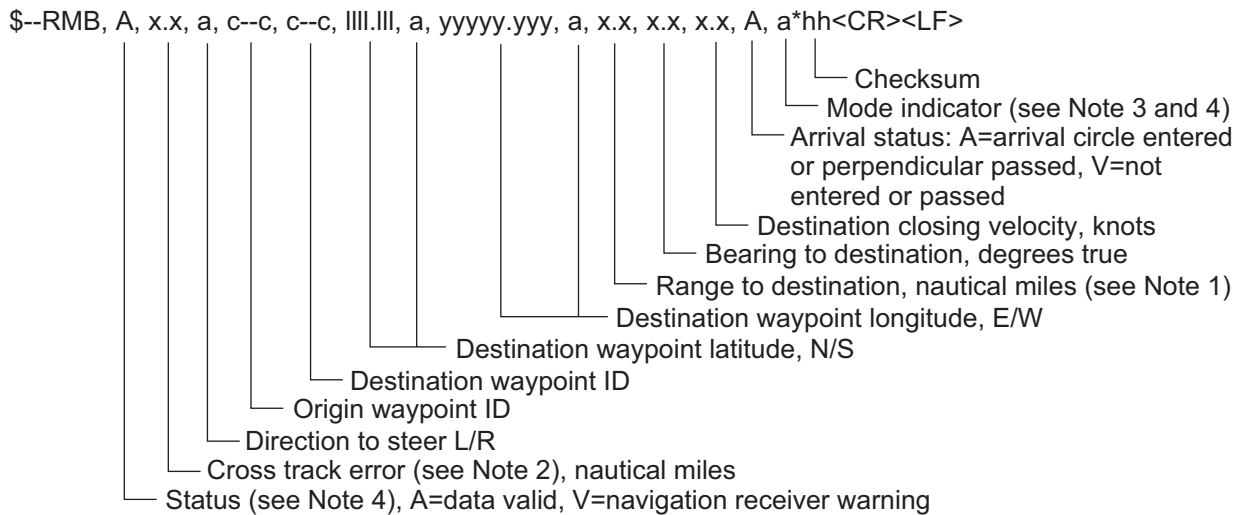 $--RMB, A, x.x, a, c--c, c--c, llll.lll, a, yyyyy.yyy, a, x.x, x.x, x.x, A, a*hh<CR><LF>
Checksum
Mode indicator (see Note 3 and 4)
Arrival status: A=arrival circle entered
or perpendicular passed, V=not
entered or passed
Destination closing velocity, knots
Bearing to destination, degrees true
Range to destination, nautical miles (see Note 1)
Destination waypoint longitude, E/W
Destination waypoint latitude, N/S
Destination waypoint ID
Origin waypoint ID
Direction to steer L/R
Cross track error (see Note 2), nautical miles
Status (see Note 4), A=data valid, V=navigation receiver warning